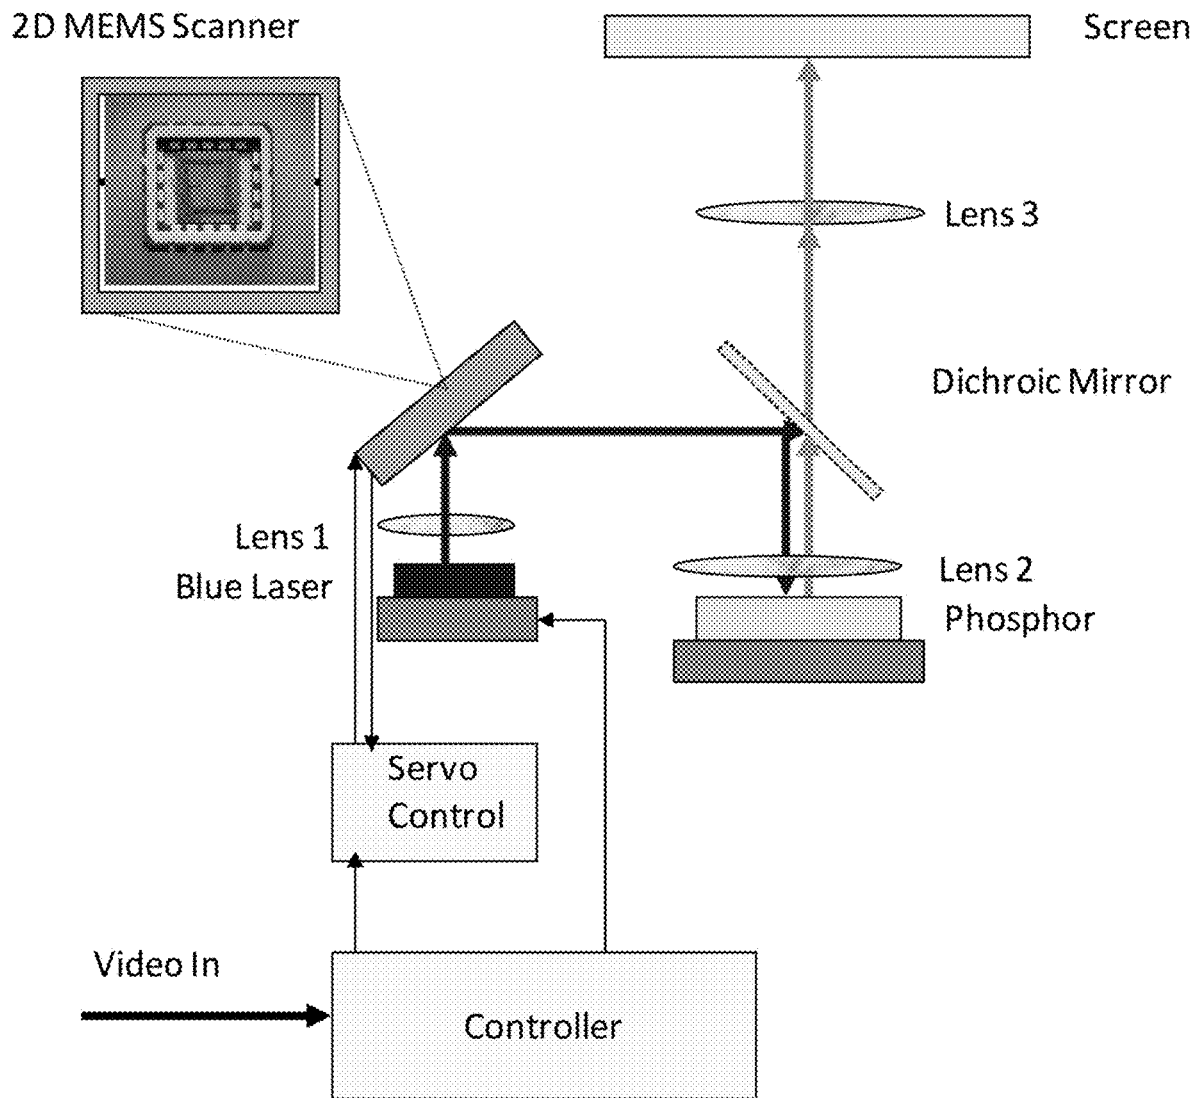 2D MEMS Scanner
Screen
Lens 3
Dichroic Mirror
Lens 1
Blue Laser
Lens 2
Phosphor
Servo
Control
Video In
Controller